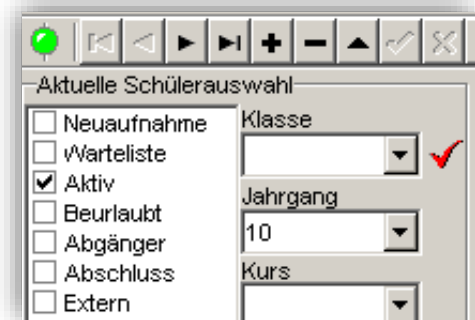 Aktuelle Schülerauswahl
Neuaufnahme
Warteliste
Aktiv
Beurlaubt
Abgänger
Abschluss
Extern
Klasse
Jahrgang
10
Kurs